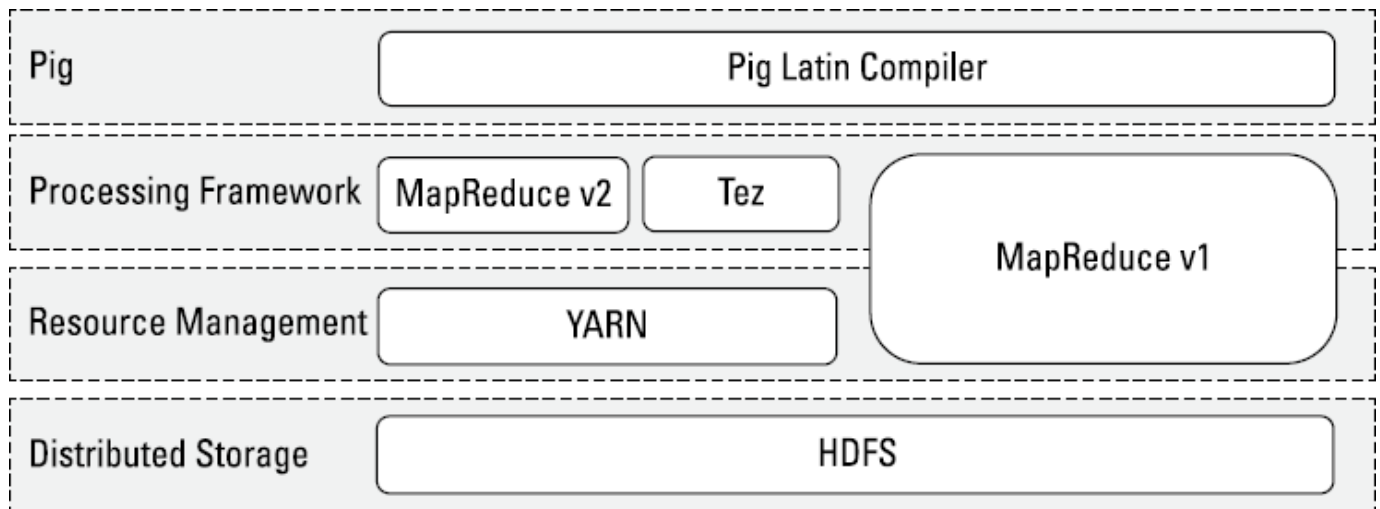 Pig
Pig Latin Compiler
Processing Framework
MapReduce v2
Tez
MapReduce v1
Resource Management
YARN
Distributed Storage
HDFS